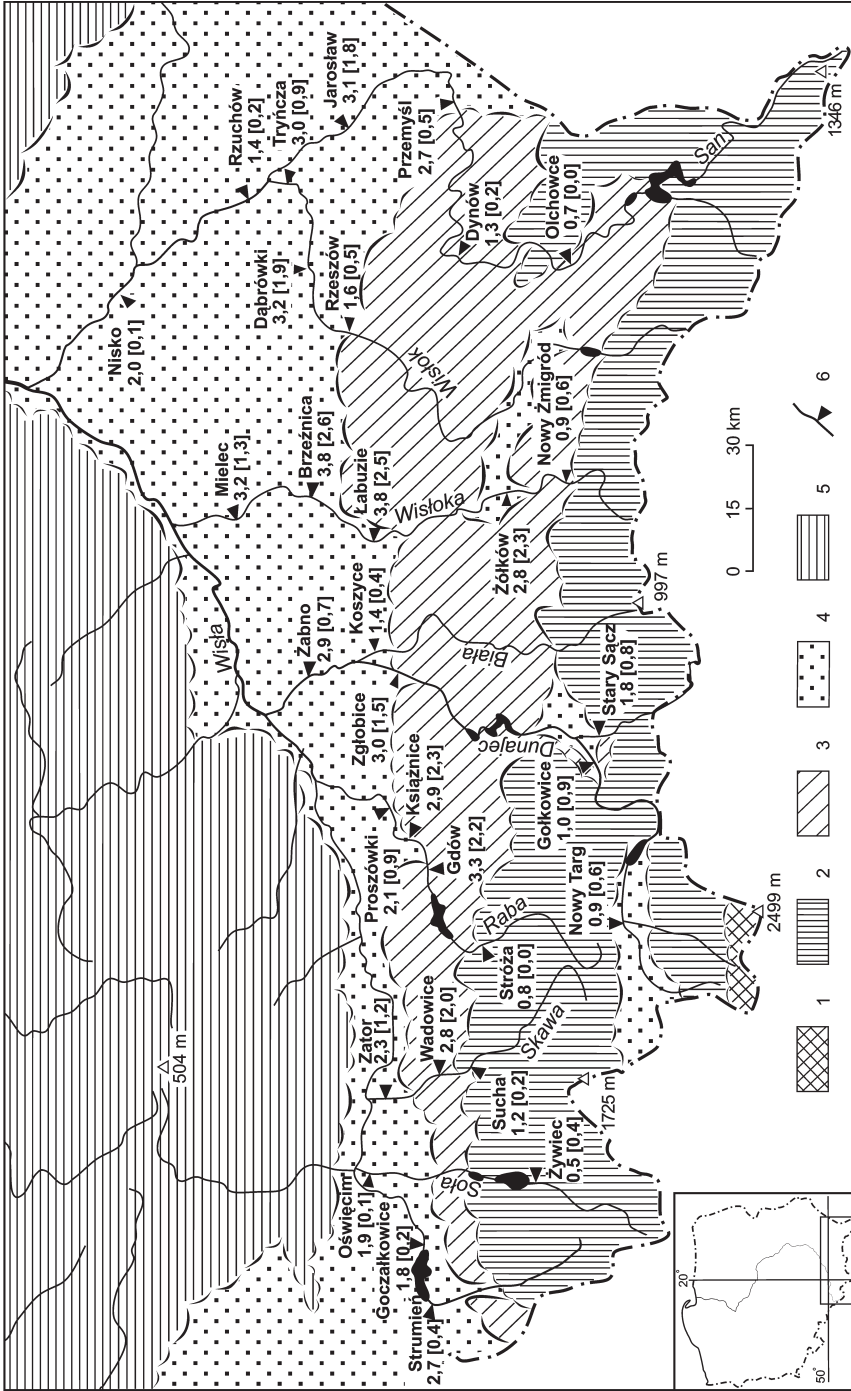 Rzuchów
1,4 [0,2]
Tryńcza
3,0 [0,9]
Jarosław
3,1 [1,8]
Przemyśl
2,7 [0,5]
Dynów
1,3 [0,2]
Olchowce
0,7 [0,0]
San
1346 m
Nisko
2,0 [0,1]
Dąbrówki
3,2 [1,9]
Rzeszów
1,6 [0,5]
Wisłok
Mielec
3,2 [1,3]
Brzeźnica
3,8 [2,6]
Łabuzie
3,8 [2,5]
Wisłoka
Nowy Żmigród
0,9 [0,6]
Żółków
2,8 [2,3]
997 m
Wisła
Żabno
2,9 [0,7]
Koszyce
1,4 [0,4]
Biała
Stary Sącz
1,8 [0,8]
Zgłobice
3,0 [1,5]
Dunajec
Gołkowice
1,0 [0,9]
Książnice
2,9 [2,3]
Proszówki
2,1 [0,9]
Gdów
3,3 [2,2]
Nowy Targ
0,9 [0,6]
2499 m
Raba
Stróża
0,8 [0,0]
Skawa
504 m
Zator
2,3 [1,2]
Wadowice
2,8 [2,0]
Sucha
1,2 [0,2]
1725 m
Żywiec
0,5 [0,4]
Soła
Oświęcim
1,9 [0,1]
Goczałkowice
1,8 [0,2]
Strumień
2,7 [0,4]
20°
50°
0 15 30 km
1 2 3 4 5 6